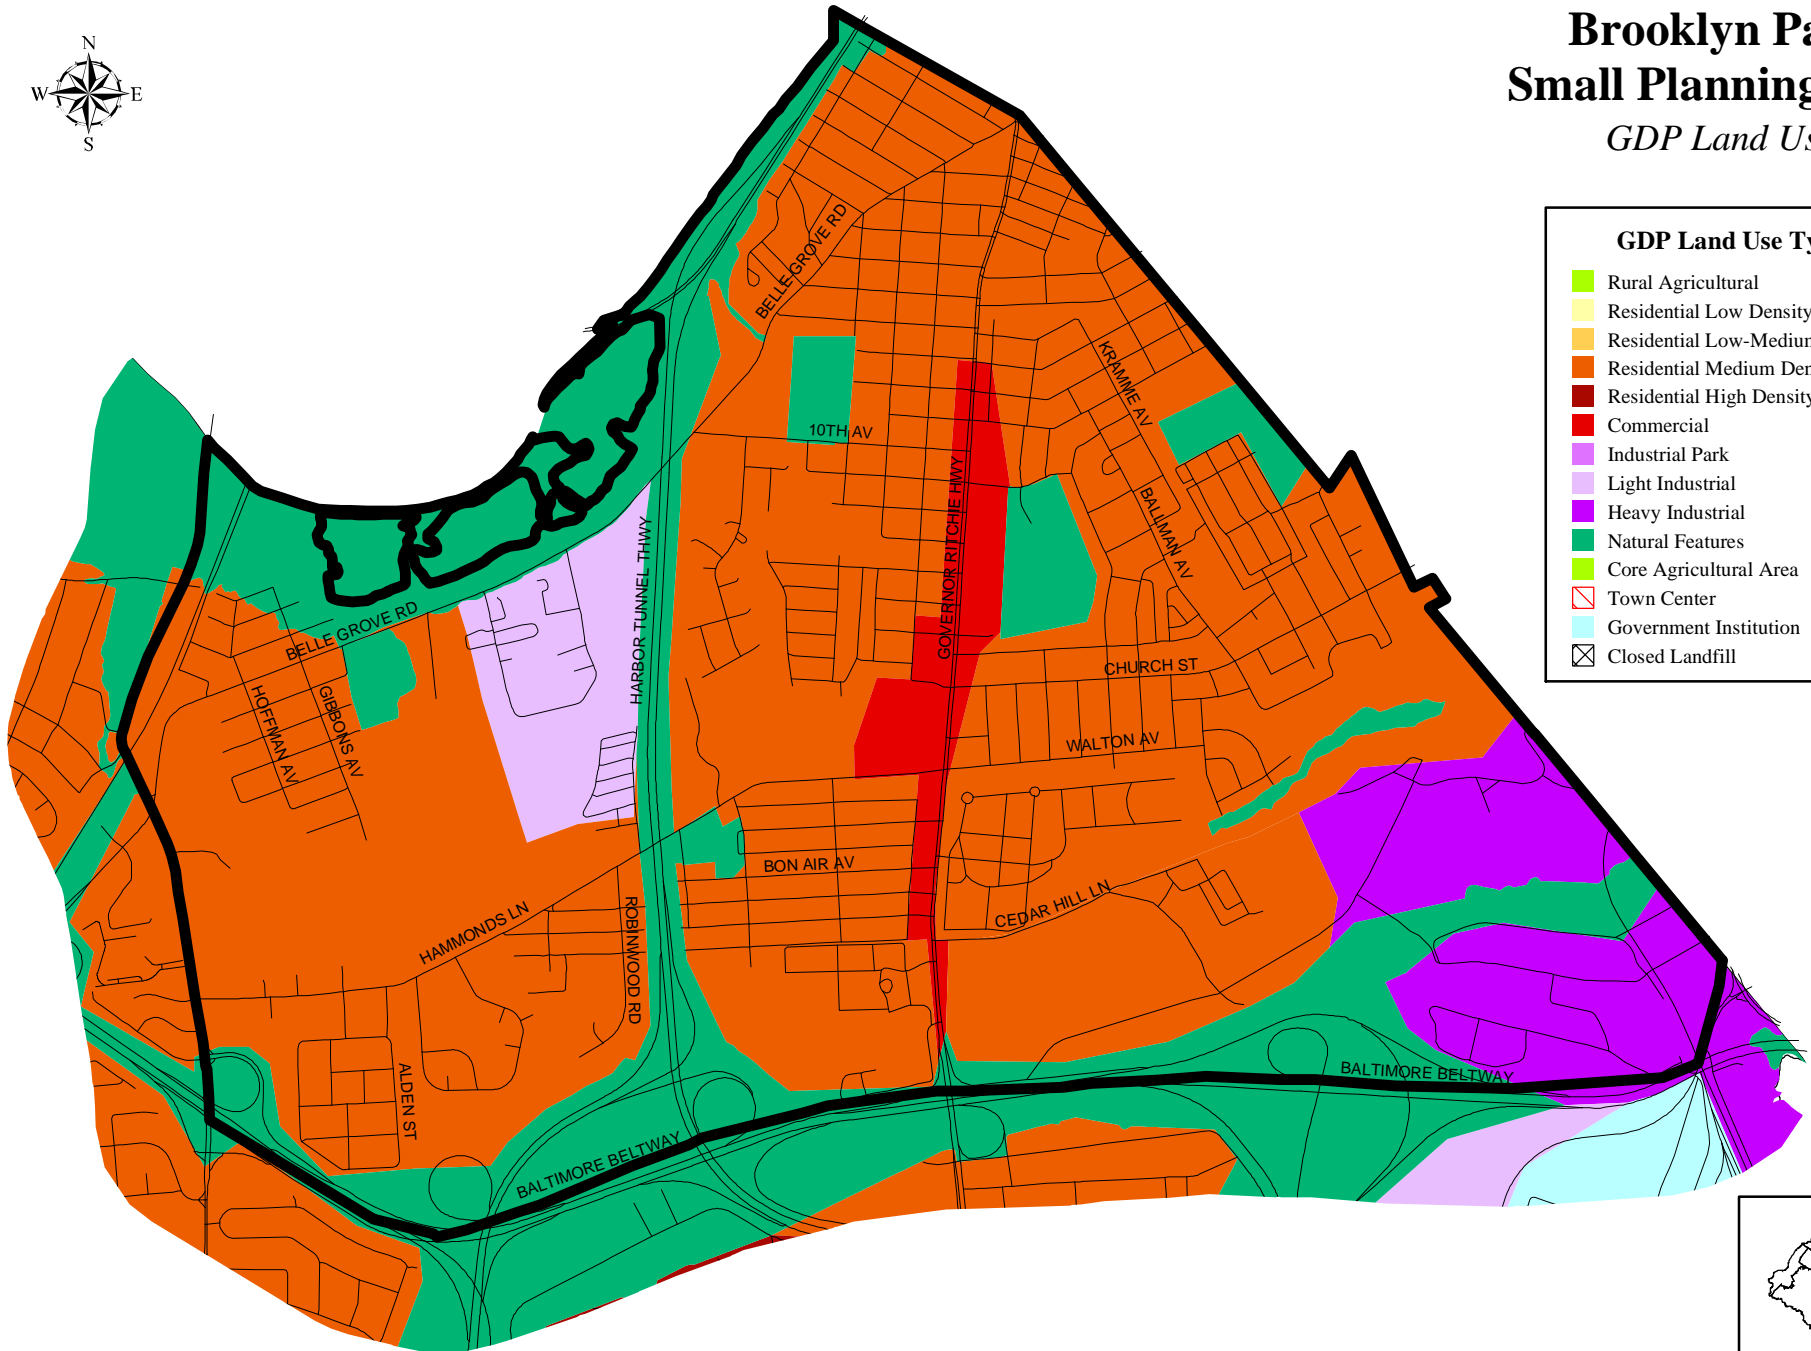 Brooklyn Pa
Small Planning
GDP Land Us
N
W
E
S
GDP Land Use Ty
Rural Agricultural
Residential Low Density
Residential Low-Medium
Residential Medium Den
Residential High Density
Commercial
Industrial Park
Light Industrial
Heavy Industrial
Natural Features
Core Agricultural Area
Town Center
Government Institution
Closed Landfill
BELLE GROVE RD
KRAMME AV
10TH AV
GOVERNOR RITCHIE HWY
BALLMAN AV
HARBOR TUNNEL THWY
BELLE GROVE RD
HOFFMAN AV
GIBBONS AV
CHURCH ST
WALTON AV
BON AIR AV
CEDAR HILL LN
HAMMONDS LN
ROBINWOOD RD
ALDEN ST
BALTIMORE BELTWAY
BALTIMORE BELTWAY